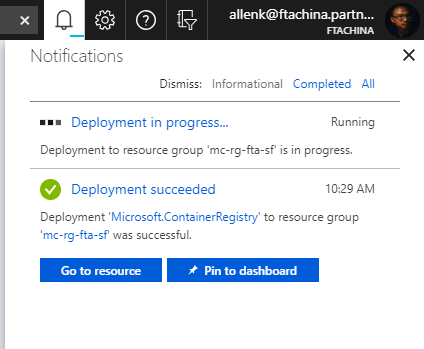 allenk@ftachina.partn...
FTACHINA
Notifications
Dismiss: Informational Completed All
Deployment in progress... Running
Deployment to resource group 'mc-rg-fta-sf' is in progress.
Deployment succeeded 10:29 AM
Deployment 'Microsoft.ContainerRegistry' to resource group
'mc-rg-fta-sf' was successful.
Go to resource Pin to dashboard